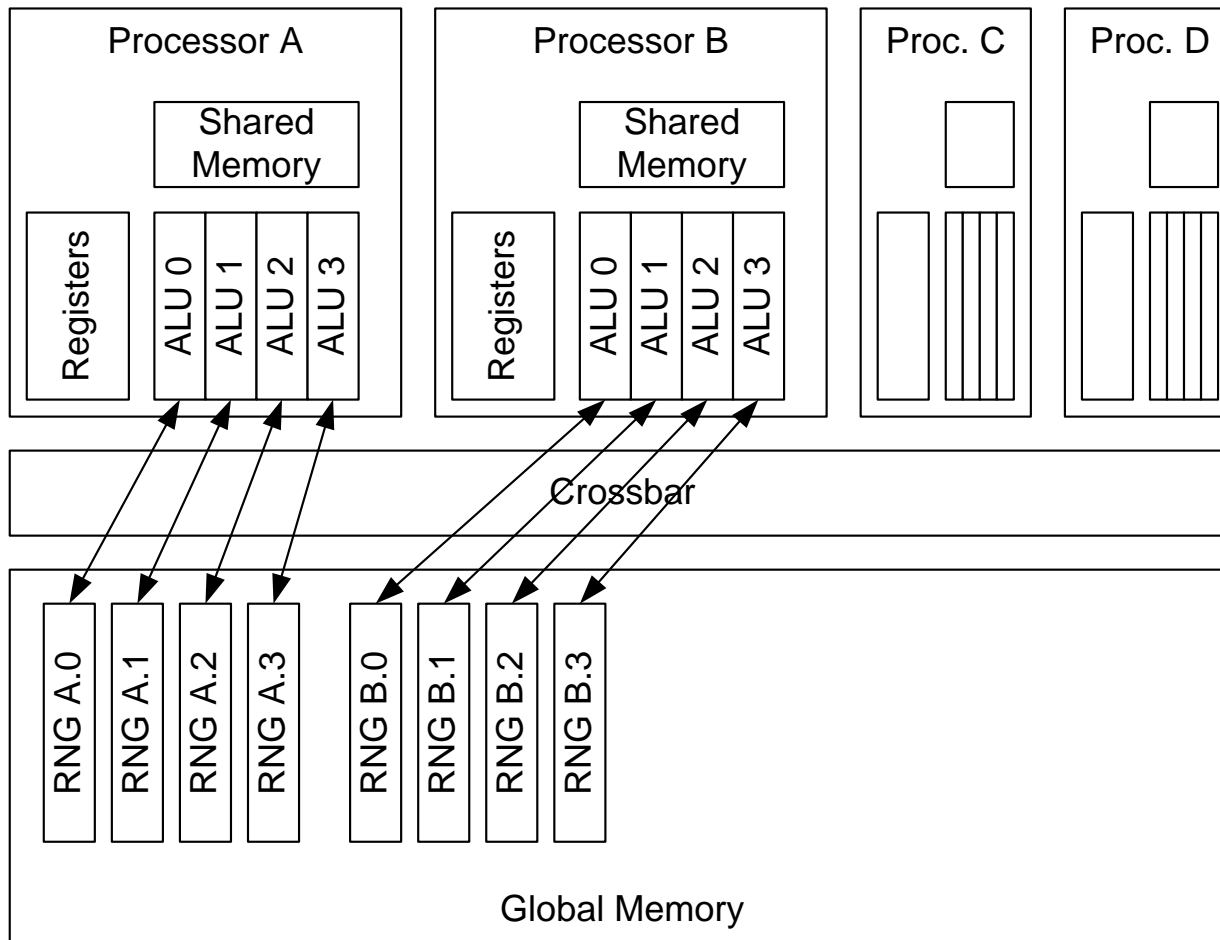 Processor A
Processor B
Proc. C
Proc. D
Shared
Memory
Shared
Memory
Registers
ALU 0
ALU 1
ALU 2
ALU 3
Registers
ALU 0
ALU 1
ALU 2
ALU 3
Crossbar
RNG A.0
RNG A.1
RNG A.2
RNG A.3
RNG B.0
RNG B.1
RNG B.2
RNG B.3
Global Memory